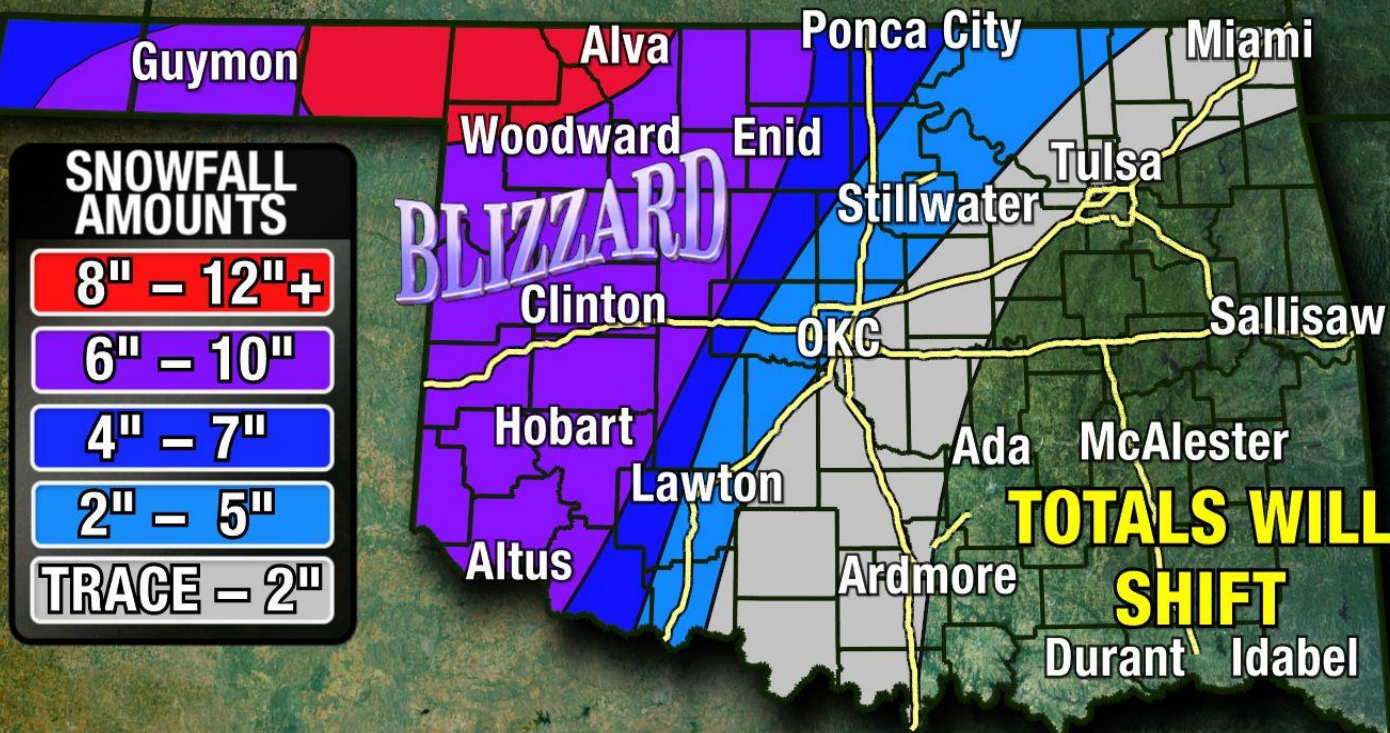 Guymon
Alva
Ponca City
Miami
Woodward
Enid
Tulsa
SNOWFALL
AMOUNTS
8" – 12"+
6" – 10"
4" – 7"
2" – 5"
TRACE – 2"
BLIZZARD
Stillwater
Clinton
OKC
Sallisaw
Hobart
Ada
McAlester
Lawton
TOTALS WILL
SHIFT
Altus
Ardmore
Durant
Idabel